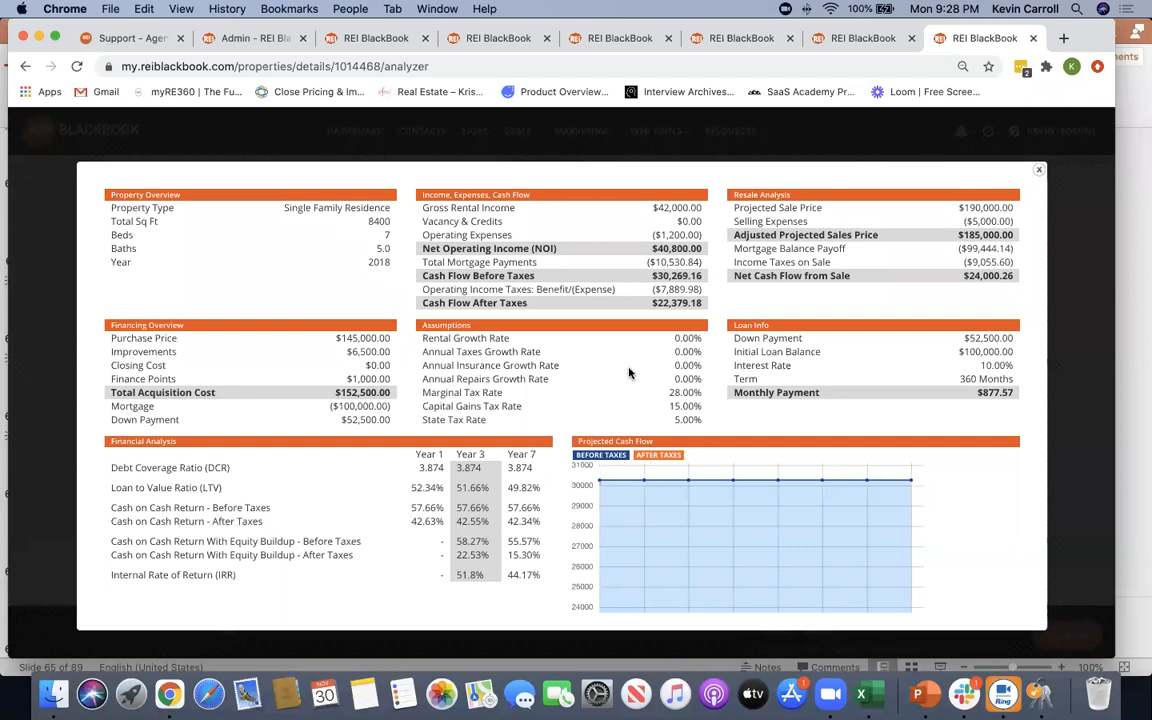 Chrome File Edit View History Bookmarks People Tab Window Help 100% Mon 9:28 PM Kevin Carroll
Support - Agen Admin - REI Bla REI BlackBook REI BlackBook REI BlackBook REI BlackBook REI BlackBook REI BlackBook
my.reiblackbook.com/properties/details/1014468/analyzer
2
K
Apps Gmail myRE360 | The Fu... Close Pricing & Im... Real Estate – Kris... Product Overview... Interview Archives... SaaS Academy Pr... Loom | Free Scree...
REI BLACKBOOK DASHBOARD CONTACTS TASKS DEALS MARKETING WEB TOOLS RESOURCES
x
Property Overview
Property Type Single Family Residence
Total Sq Ft 8400
Beds 7
Baths 5.0
Year 2018
Income, Expenses, Cash Flow
Gross Rental Income $42,000.00
Vacancy & Credits $0.00
Operating Expenses ($1,200.00)
Net Operating Income (NOI) $40,800.00
Total Mortgage Payments ($10,530.84)
Cash Flow Before Taxes $30,269.16
Operating Income Taxes: Benefit/(Expense) ($7,889.98)
Cash Flow After Taxes $22,379.18
Resale Analysis
Projected Sale Price $190,000.00
Selling Expenses ($5,000.00)
Adjusted Projected Sales Price $185,000.00
Mortgage Balance Payoff ($99,444.14)
Income Taxes on Sale ($9,055.60)
Net Cash Flow from Sale $24,000.26
Financing Overview
Purchase Price $145,000.00
Improvements $6,500.00
Closing Cost $0.00
Finance Points $1,000.00
Total Acquisition Cost $152,500.00
Mortgage ($100,000.00)
Down Payment $52,500.00
Assumptions
Rental Growth Rate 0.00%
Annual Taxes Growth Rate 0.00%
Annual Insurance Growth Rate 0.00%
Annual Repairs Growth Rate 0.00%
Marginal Tax Rate 28.00%
Capital Gains Tax Rate 15.00%
State Tax Rate 5.00%
Loan Info
Down Payment $52,500.00
Initial Loan Balance $100,000.00
Interest Rate 10.00%
Term 360 Months
Monthly Payment $877.57
Financial Analysis
Year 1 Year 3 Year 7
Debt Coverage Ratio (DCR) 3.874 3.874 3.874
Loan to Value Ratio (LTV) 52.34% 51.66% 49.82%
Cash on Cash Return - Before Taxes 57.66% 57.66% 57.66%
Cash on Cash Return - After Taxes 42.63% 42.55% 42.34%
Cash on Cash Return With Equity Buildup - Before Taxes - 58.27% 55.57%
Cash on Cash Return With Equity Buildup - After Taxes - 22.53% 15.30%
Internal Rate of Return (IRR) - 51.8% 44.17%
Projected Cash Flow
BEFORE TAXES AFTER TAXES
31000
30000
29000
28000
27000
26000
25000
24000
Slide 65 of 89 English (United States) Notes Comments 100%
NOV 30
1
1
Ring